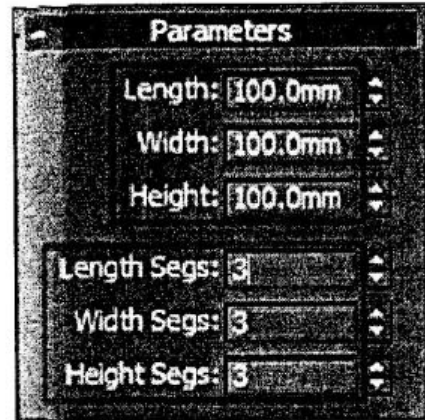 Parameters
Length: 100.0mm
Width: 100.0mm
Height: 100.0mm
Length Segs: 3
Width Segs: 3
Height Segs: 3